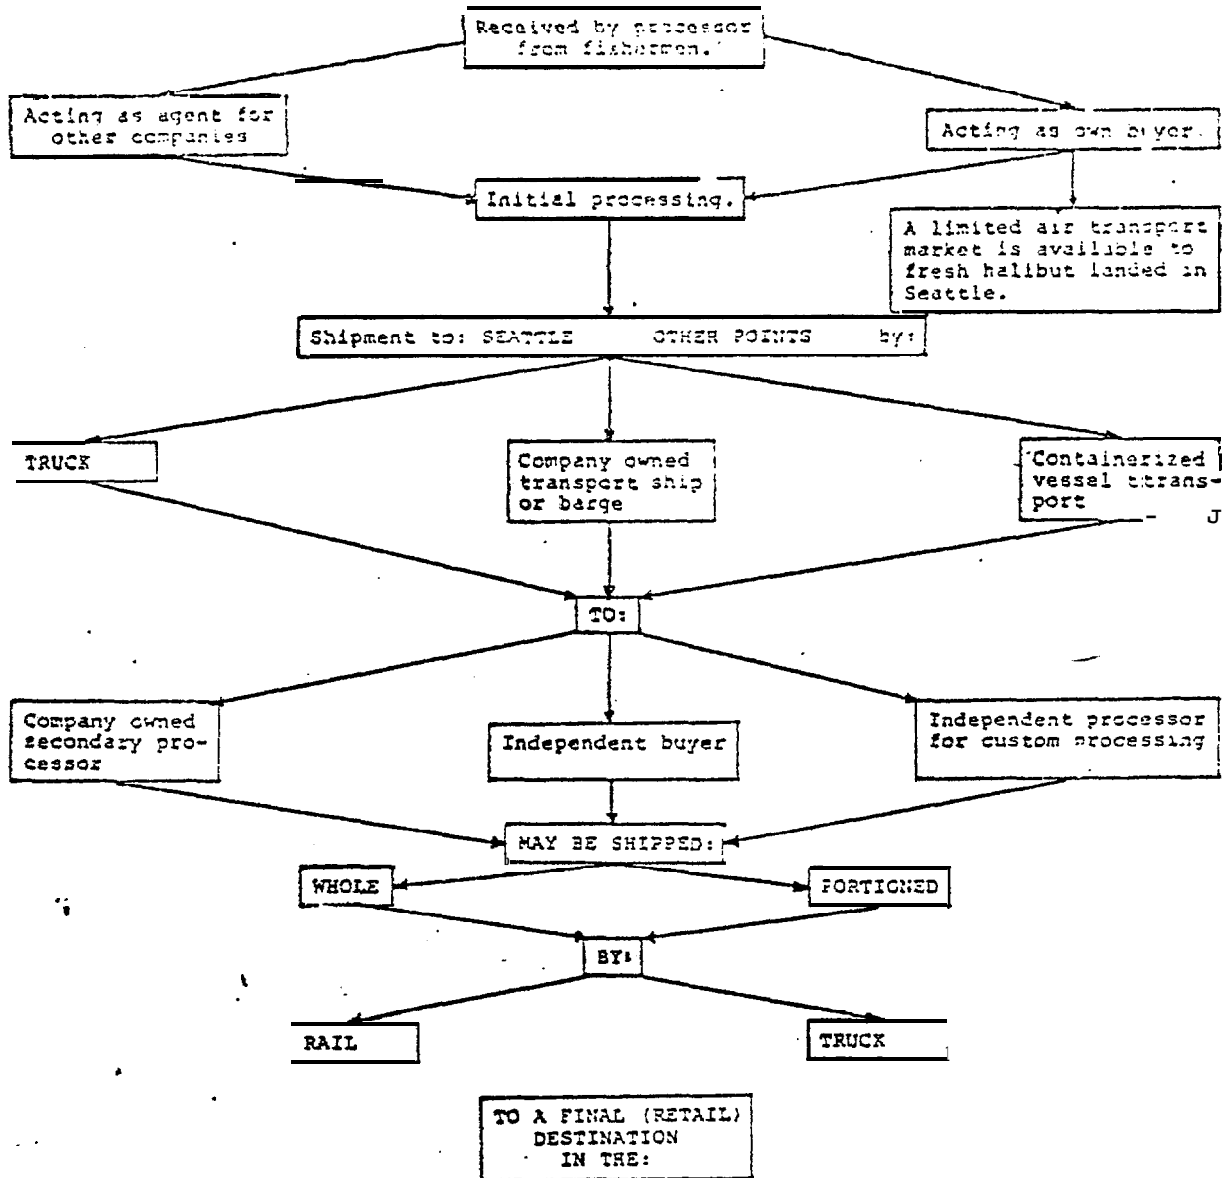 Received by processor
from fishermen.
Acting as agent for
other companies
Acting as own buyer.
Initial processing.
A limited air transport
market is available to
fresh halibut landed in
Seattle.
Shipment to: SEATTLE OTHER POINTS by:
TRUCK
Company owned
transport ship
or barge
Containerized
vessel ttrans-
port
J
TO:
Company owned
secondary pro-
cessor
Independent buyer
Independent processor
for custom processing
MAY BE SHIPPED:
WHOLE
PORTIONED
BY:
RAIL
TRUCK
TO A FINAL (RETAIL)
DESTINATION
IN THE: